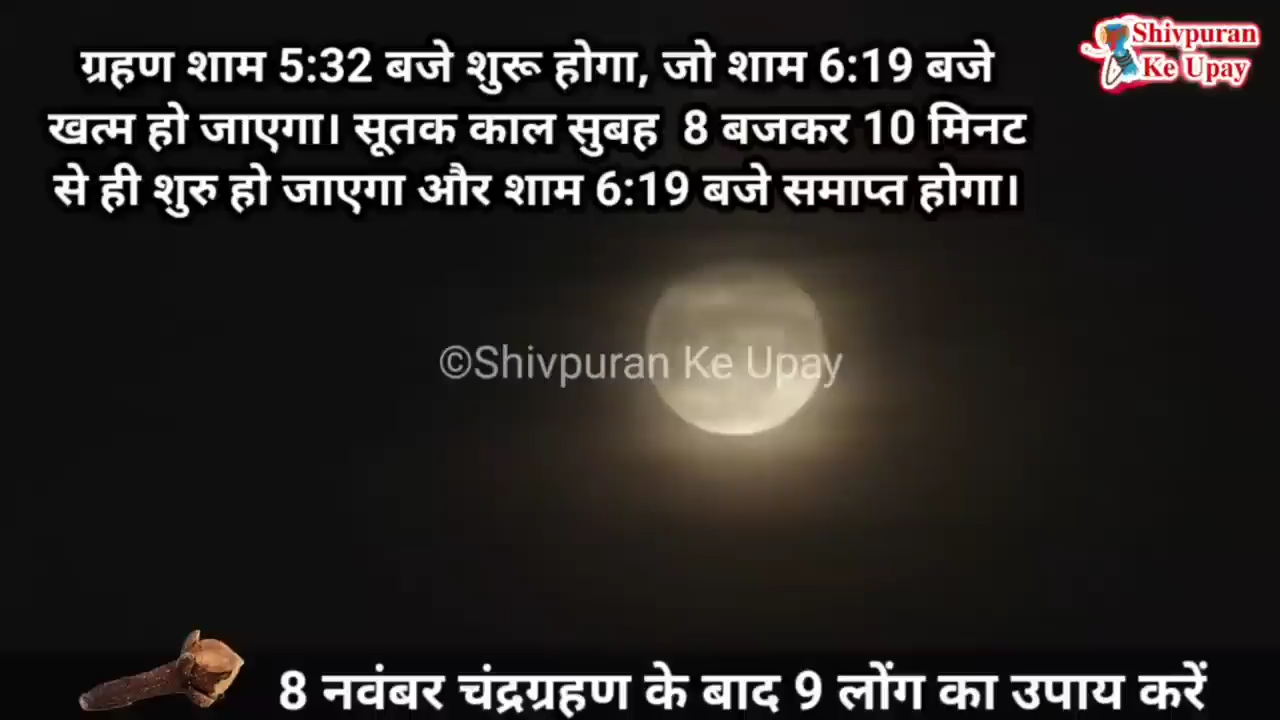 ग्रहण शाम 5:32 बजे शुरू होगा, जो शाम 6:19 बजे
खत्म हो जाएगा। सूतक काल सुबह 8 बजकर 10 मिनट
से ही शुरु हो जाएगा और शाम 6:19 बजे समाप्त होगा।
Shivpuran
Ke Upay
©Shivpuran Ke Upay
8 नवंबर चंद्रग्रहण के बाद 9 लोंग का उपाय करें